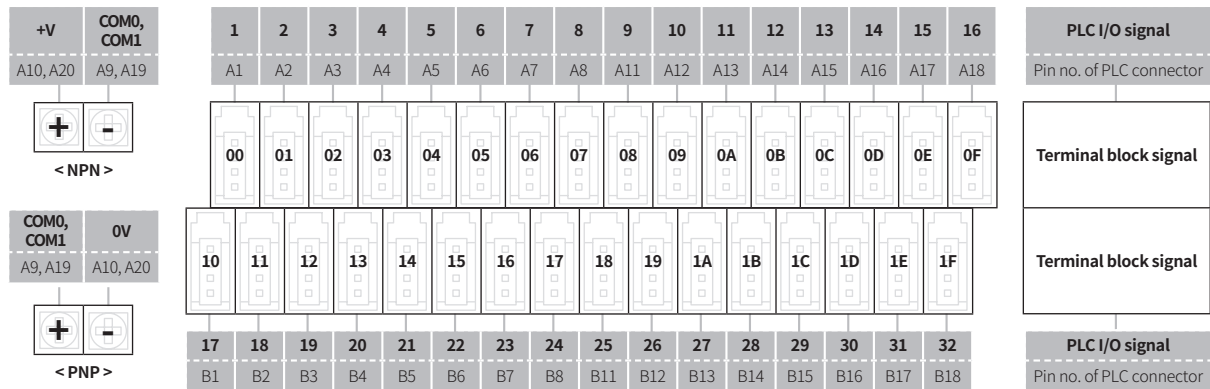 +V COM0, COM1
A10, A20 A9, A19
+ -
< NPN >
COM0, COM1 0V
A9, A19 A10, A20
+ -
< PNP >
1 2 3 4 5 6 7 8 9 10 11 12 13 14 15 16
A1 A2 A3 A4 A5 A6 A7 A8 A11 A12 A13 A14 A15 A16 A17 A18
00 01 02 03 04 05 06 07 08 09 0A 0B 0C 0D 0E 0F
10 11 12 13 14 15 16 17 18 19 1A 1B 1C 1D 1E 1F
17 18 19 20 21 22 23 24 25 26 27 28 29 30 31 32
B1 B2 B3 B4 B5 B6 B7 B8 B11 B12 B13 B14 B15 B16 B17 B18
PLC I/O signal
Pin no. of PLC connector
Terminal block signal
Terminal block signal
PLC I/O signal
Pin no. of PLC connector